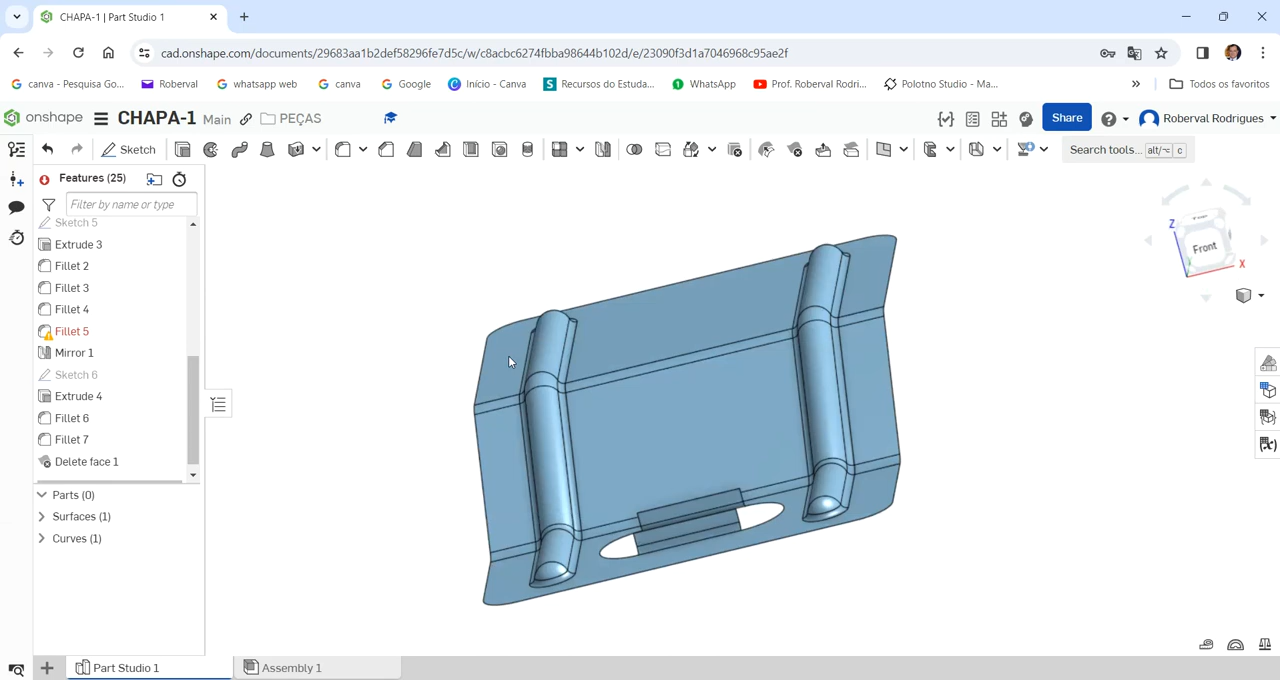 CHAPA-1 | Part Studio 1
cad.onshape.com/documents/29683aa1b2def58296fe7d5c/w/c8acbc6274fbba98644b102d/e/23090f3d1a7046968c95ae2f
canva - Pesquisa Go...
Roberval
whatsapp web
canva
Google
Início - Canva
Recursos do Estuda...
WhatsApp
Prof. Roberval Rodri...
Polotno Studio - Ma...
»
Todos os favoritos
onshape
CHAPA-1 Main
PEÇAS
Share
Roberval Rodrigues
Sketch
Search tools... alt/⌥ c
Features (25)
Filter by name or type
Sketch 5
Extrude 3
Fillet 2
Fillet 3
Fillet 4
Fillet 5
Mirror 1
Sketch 6
Extrude 4
Fillet 6
Fillet 7
Delete face 1
Parts (0)
Surfaces (1)
Curves (1)
Z
Front
X
Part Studio 1
Assembly 1